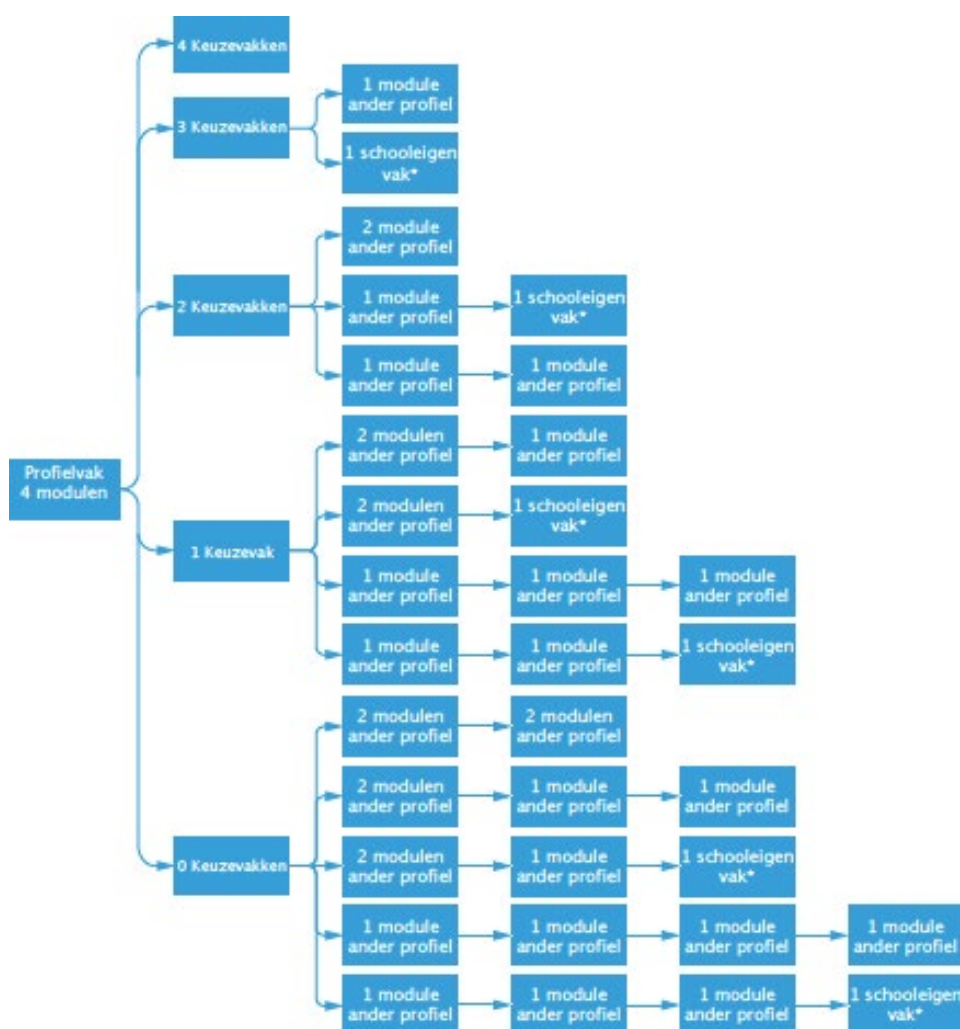 4 Keuzevakken
1 module
ander profiel
3 Keuzevakken
1 schooleigen
vak*
2 module
ander profiel
2 Keuzevakken
1 module
ander profiel
1 schooleigen
vak*
1 module
ander profiel
1 module
ander profiel
Profielvak
4 modulen
2 modulen
ander profiel
1 module
ander profiel
2 modulen
ander profiel
1 schooleigen
vak*
1 Keuzevak
1 module
ander profiel
1 module
ander profiel
1 module
ander profiel
1 module
ander profiel
1 module
ander profiel
1 schooleigen
vak*
2 modulen
ander profiel
2 modulen
ander profiel
2 modulen
ander profiel
1 module
ander profiel
1 module
ander profiel
0 Keuzevakken
2 modulen
ander profiel
1 module
ander profiel
1 schooleigen
vak*
1 module
ander profiel
1 module
ander profiel
1 module
ander profiel
1 module
ander profiel
1 module
ander profiel
1 module
ander profiel
1 module
ander profiel
1 schooleigen
vak*